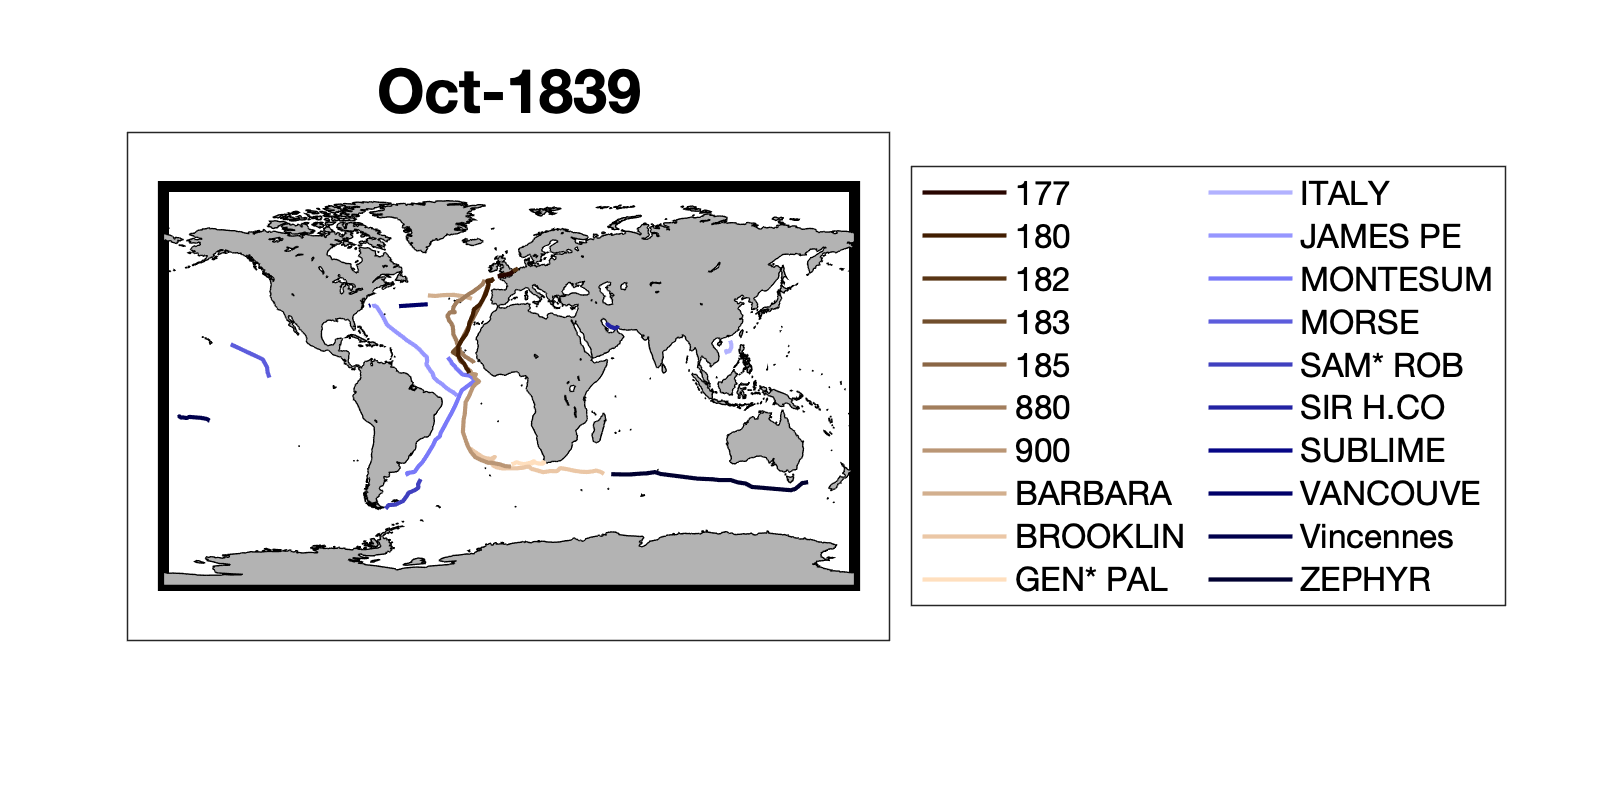 Oct-1839
177
180
182
183
185
880
900
BARBARA
BROOKLIN
GEN* PAL
ITALY
JAMES PE
MONTESUM
MORSE
SAM* ROB
SIR H.CO
SUBLIME
VANCOUVE
Vincennes
ZEPHYR